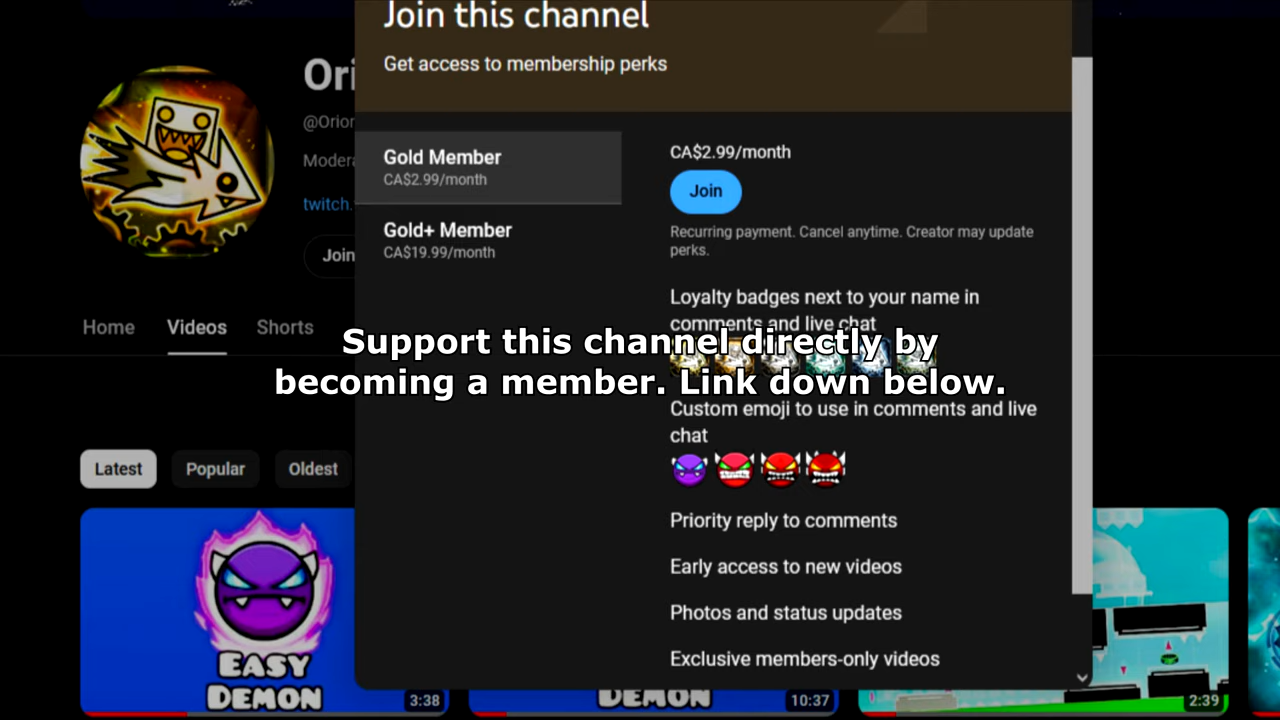 Join this channel
Get access to membership perks
Ori
@Orior
Modera
twitch.
Join
Gold Member
CA$2.99/month
Gold+ Member
CA$19.99/month
CA$2.99/month
Join
Recurring payment. Cancel anytime. Creator may update
perks.
Loyalty badges next to your name in
comments and live chat
Home
Videos
Shorts
Support this channel directly by
becoming a member. Link down below.
Custom emoji to use in comments and live
chat
Latest
Popular
Oldest
Priority reply to comments
Early access to new videos
Photos and status updates
Exclusive members-only videos
EASY
DEMON
3:38
DEMON
10:37
2:39